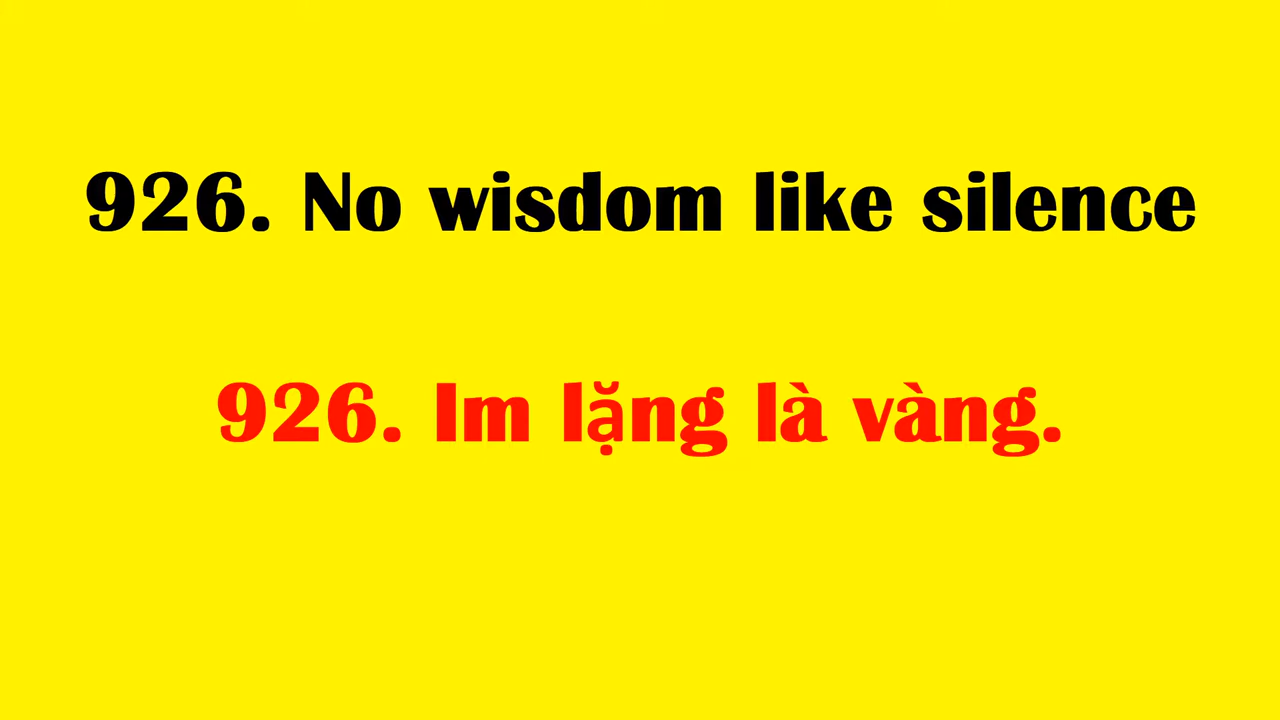 926. No wisdom like silence
926. Im lặng là vàng.